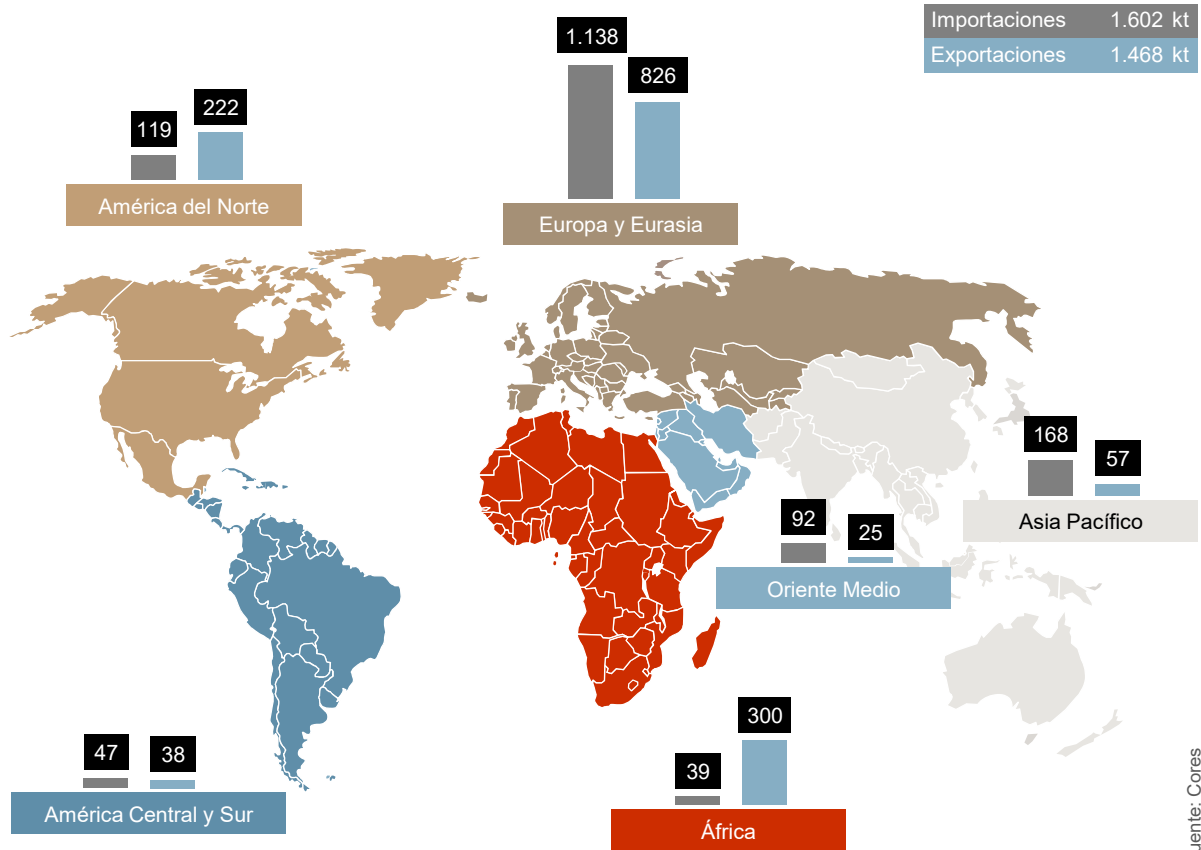 Importaciones 1.602 kt
Exportaciones 1.468 kt
1.138
826
Europa y Eurasia
119
222
América del Norte
168
57
Asia Pacífico
92
25
Oriente Medio
47
38
América Central y Sur
39
300
África
uente: Cores